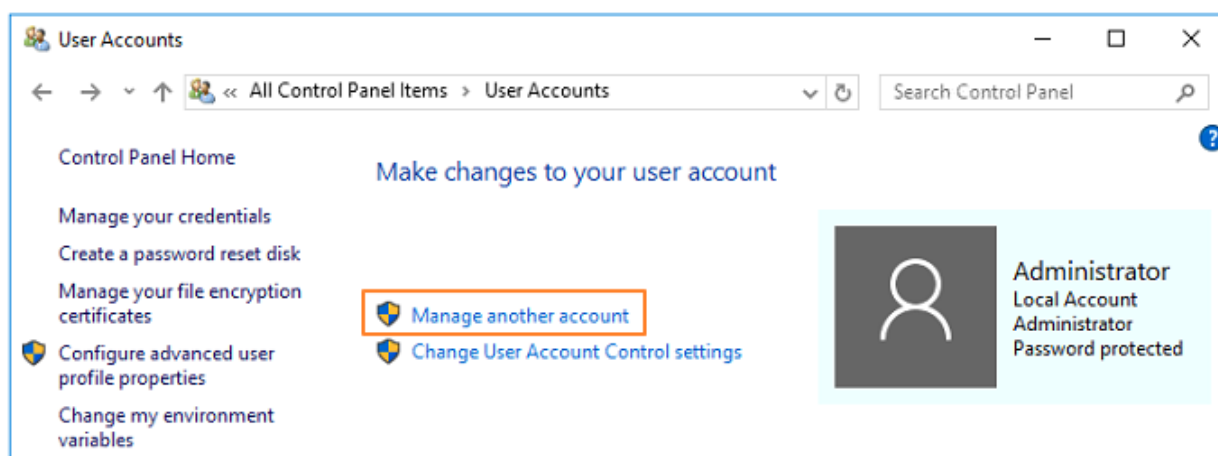 User Accounts
« All Control Panel Items > User Accounts
Search Control Panel
?
Control Panel Home
Make changes to your user account
Manage your credentials
Create a password reset disk
Manage your file encryption
certificates
Configure advanced user
profile properties
Change my environment
variables
Manage another account
Change User Account Control settings
Administrator
Local Account
Administrator
Password protected